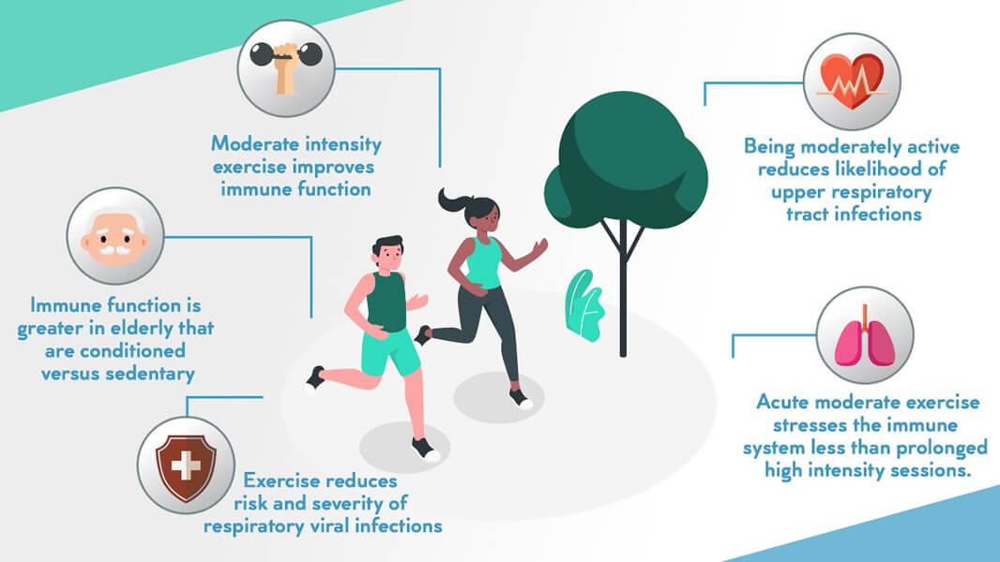 Moderate intensity
exercise improves
immune function
Being moderately active
reduces likelihood of
upper respiratory
tract infections
Immune function is
greater in elderly that
are conditioned
versus sedentary
Acute moderate exercise
stresses the immune
system less than prolonged
high intensity sessions.
Exercise reduces
risk and severity of
respiratory viral infections